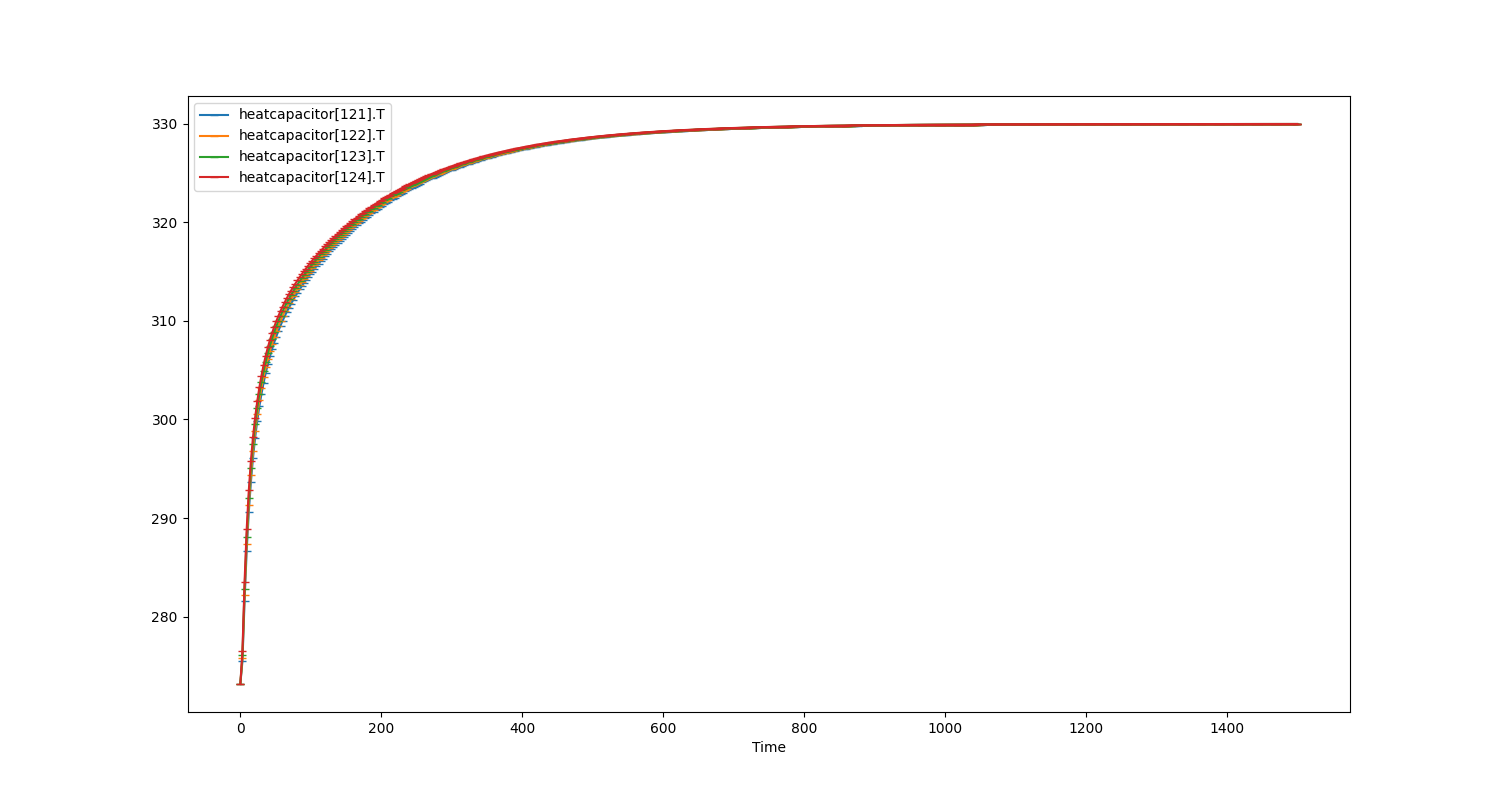 heatcapacitor[121].T
heatcapacitor[122].T
heatcapacitor[123].T
heatcapacitor[124].T
330
320
310
300
290
280
0 200 400 600 800 1000 1200 1400
Time